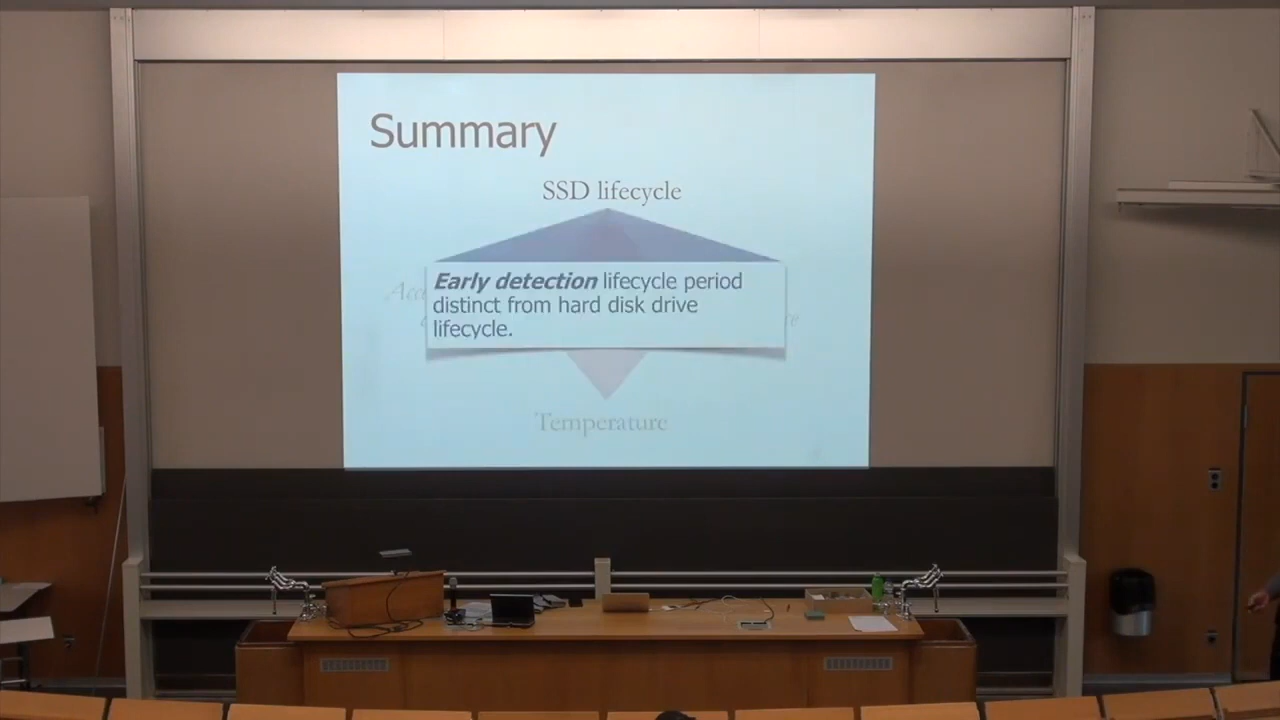 Summary
SSD lifecycle
Early detection lifecycle period
distinct from hard disk drive
lifecycle.
Temperature